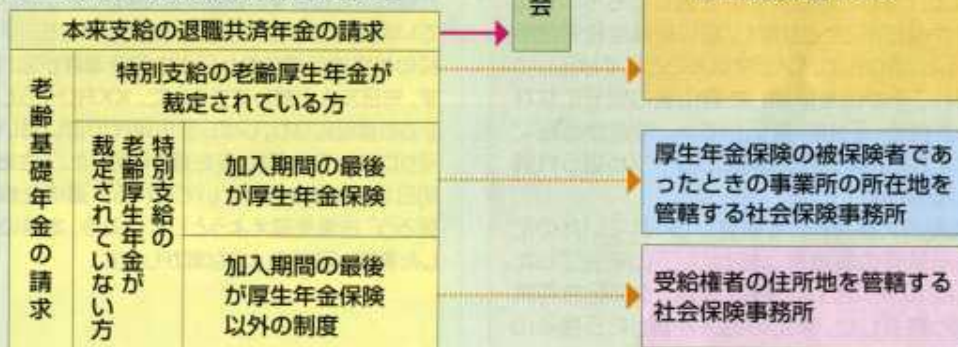 会
本来支給の退職共済年金の請求
老齢基礎年金の請求
特別支給の老齢厚生年金が
裁定されている方
特別支給の
老齢厚生年金が
裁定されていない方
加入期間の最後
が厚生年金保険
加入期間の最後
が厚生年金保険
以外の制度
厚生年金保険の被保険者であ
ったときの事業所の所在地を
管轄する社会保険事務所
受給権者の住所地を管轄する
社会保険事務所